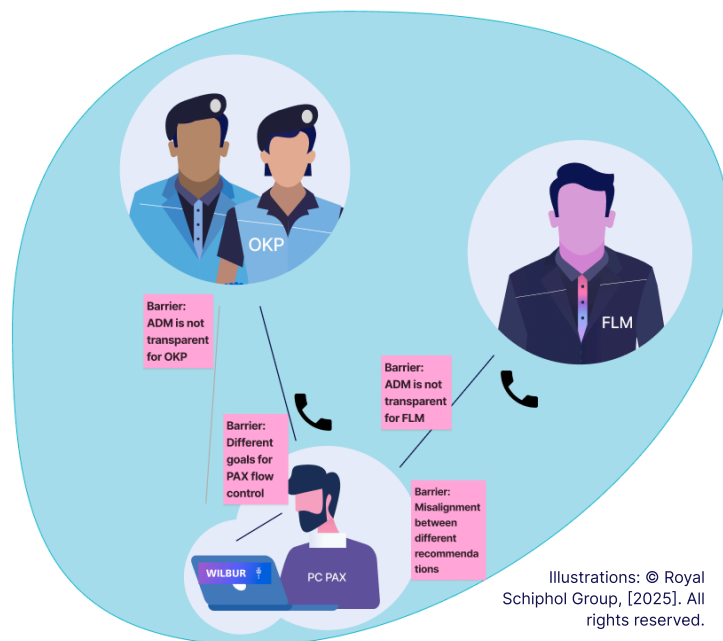 OKP
FLM
Barrier:
ADM is not
transparent
for OKP
Barrier:
ADM is not
transparent
for FLM
Barrier:
Different
goals for
PAX flow
control
Barrier:
Misalignment
between
different
recommenda
tions
WILBUR
PC PAX
Illustrations: © Royal
Schiphol Group, [2025]. All
rights reserved.